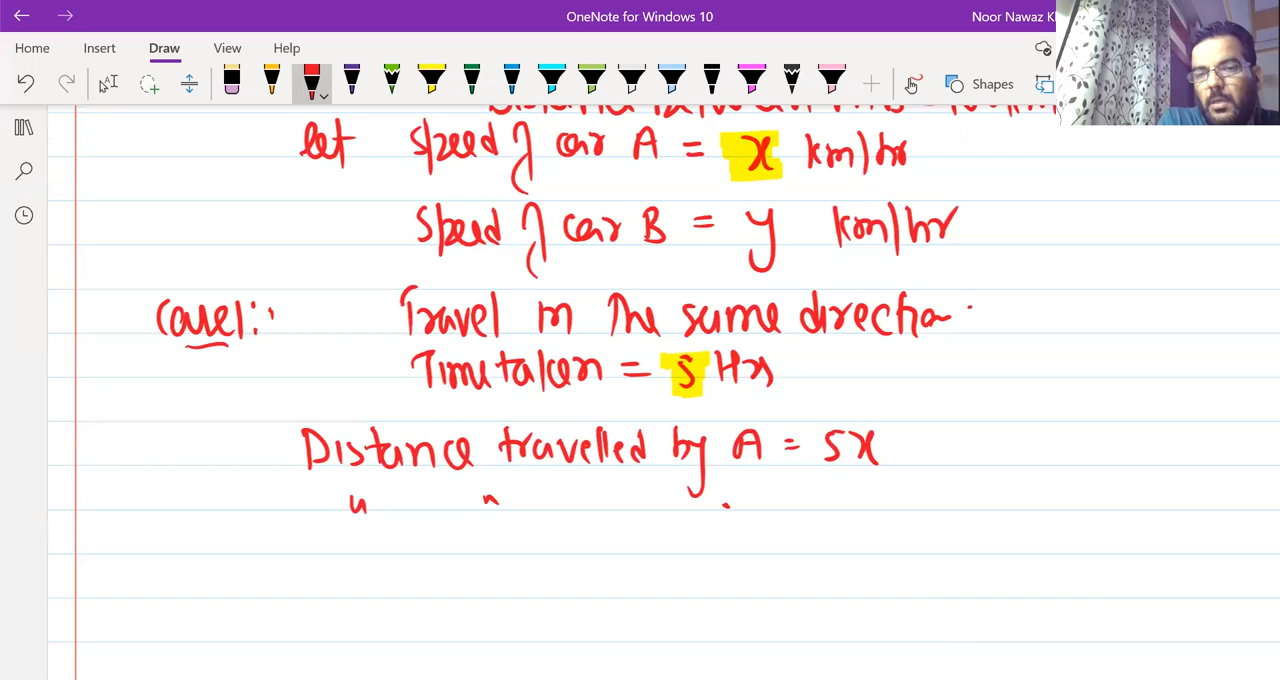 OneNote for Windows 10
Noor Nawaz Kh
Home Insert Draw View Help
Shapes
let speed of car A = x km/hr
speed of car B = y km/hr
Case1:: Travel in The same direction.
Time taken = 5 Hrs
Distance travelled by A = 5x
" "